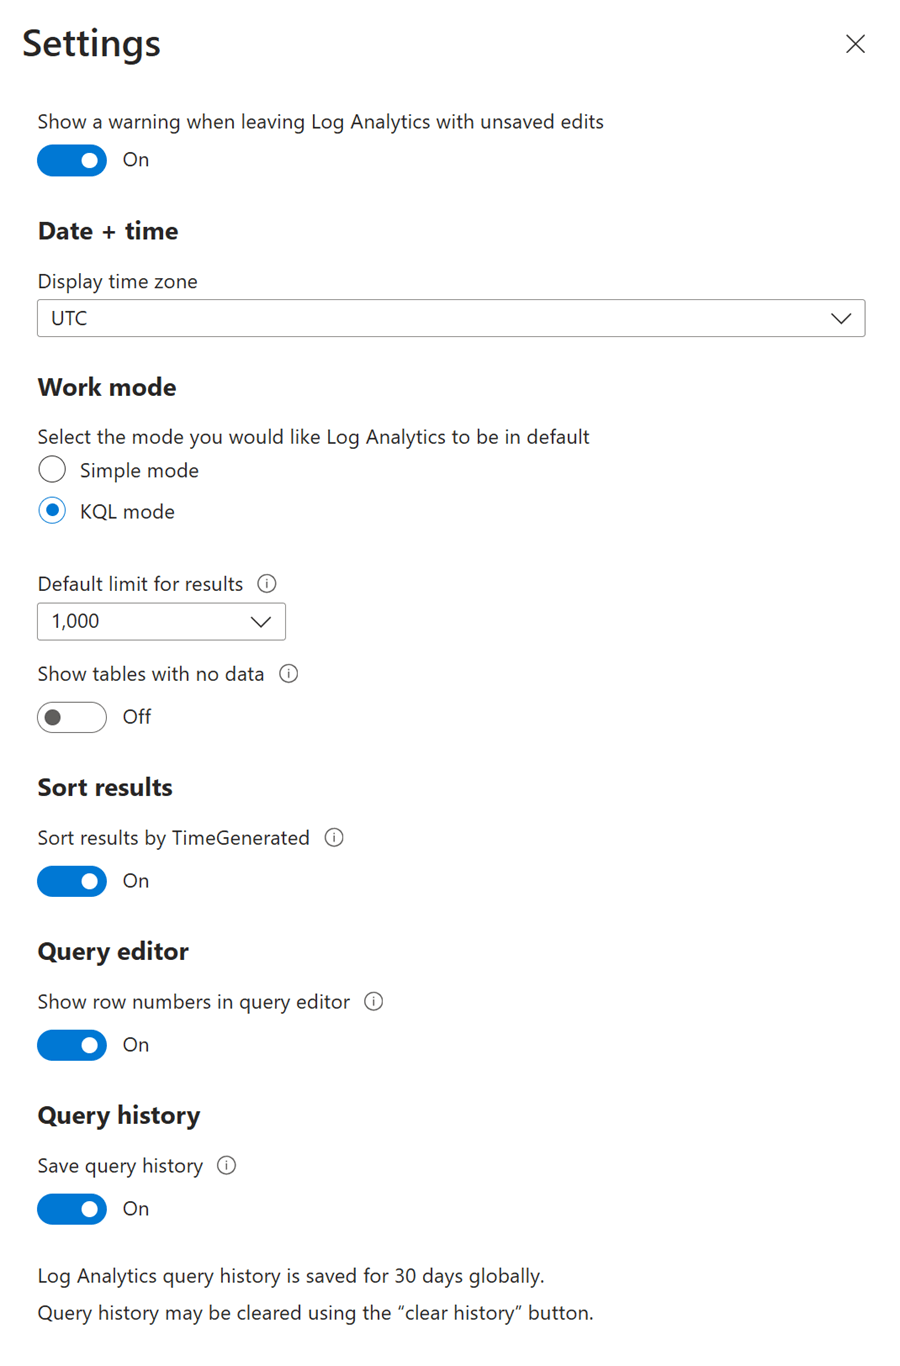 Settings
Show a warning when leaving Log Analytics with unsaved edits
On
Date + time
Display time zone
UTC
Work mode
Select the mode you would like Log Analytics to be in default
Simple mode
KQL mode
Default limit for results
1,000
Show tables with no data
Off
Sort results
Sort results by TimeGenerated
On
Query editor
Show row numbers in query editor
On
Query history
Save query history
On
Log Analytics query history is saved for 30 days globally.
Query history may be cleared using the “clear history” button.